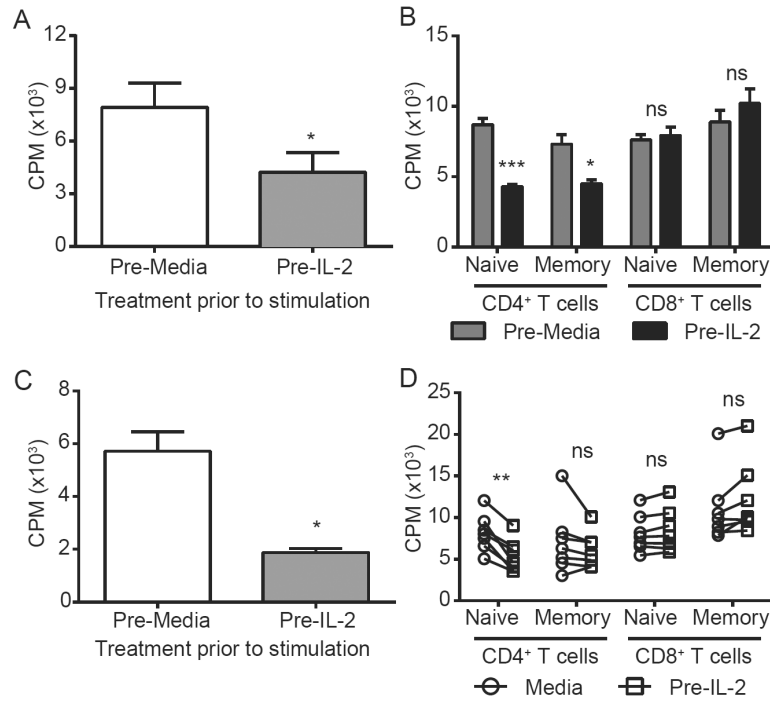 A
CPM (x10³)
12
9
6
3
0
*
Pre-Media Pre-IL-2
Treatment prior to stimulation
B
CPM (x10³)
15
10
5
0
*** * ns ns
Naive Memory Naive Memory
CD4⁺ T cells CD8⁺ T cells
Pre-Media Pre-IL-2
C
CPM (x10³)
8
6
4
2
0
*
Pre-Media Pre-IL-2
Treatment prior to stimulation
D
CPM (x10³)
25
20
15
10
5
0
** ns ns ns
Naive Memory Naive Memory
CD4⁺ T cells CD8⁺ T cells
Media Pre-IL-2